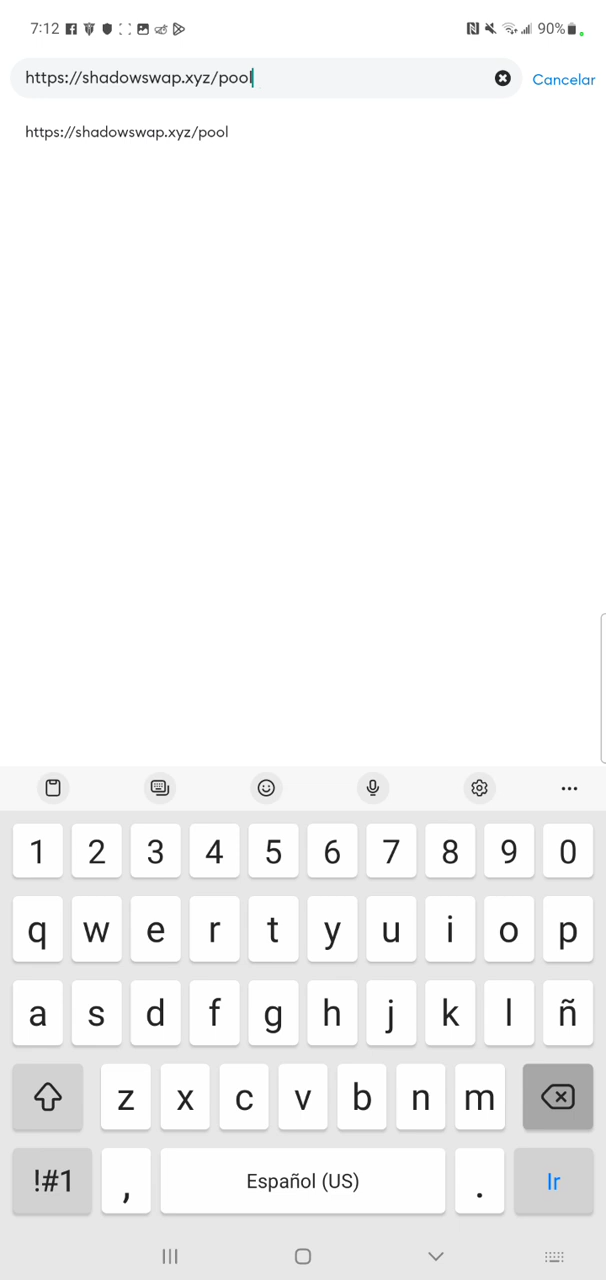 7:12 90%
https://shadowswap.xyz/pool Cancelar
https://shadowswap.xyz/pool
1 2 3 4 5 6 7 8 9 0
q w e r t y u i o p
a s d f g h j k l ñ
z x c v b n m
!#1 , Español (US) . Ir